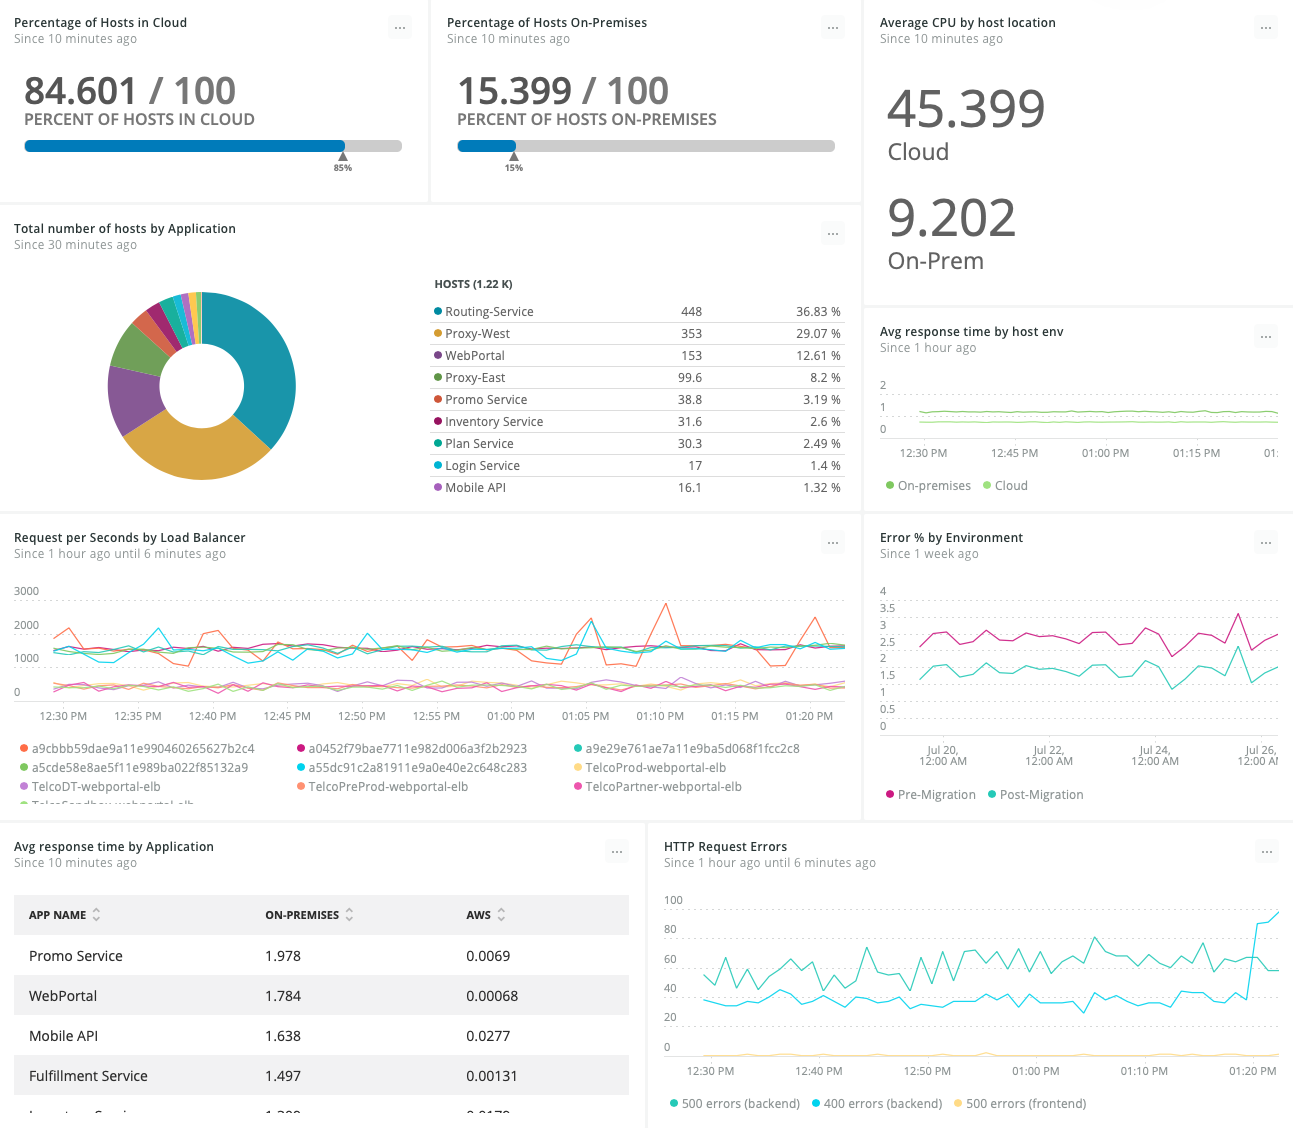 Percentage of Hosts in Cloud
Since 10 minutes ago
...
84.601 / 100
PERCENT OF HOSTS IN CLOUD
85%
Percentage of Hosts On-Premises
Since 10 minutes ago
...
15.399 / 100
PERCENT OF HOSTS ON-PREMISES
15%
Average CPU by host location
Since 10 minutes ago
...
45.399
Cloud
9.202
On-Prem
Total number of hosts by Application
Since 30 minutes ago
...
HOSTS (1.22 K)
Routing-Service 448 36.83 %
Proxy-West 353 29.07 %
WebPortal 153 12.61 %
Proxy-East 99.6 8.2 %
Promo Service 38.8 3.19 %
Inventory Service 31.6 2.6 %
Plan Service 30.3 2.49 %
Login Service 17 1.4 %
Mobile API 16.1 1.32 %
Avg response time by host env
Since 1 hour ago
...
2
1
0
12:30 PM 12:45 PM 01:00 PM 01:15 PM 01:
On-premises Cloud
Request per Seconds by Load Balancer
Since 1 hour ago until 6 minutes ago
...
3000
2000
1000
0
12:30 PM 12:35 PM 12:40 PM 12:45 PM 12:50 PM 12:55 PM 01:00 PM 01:05 PM 01:10 PM 01:15 PM 01:20 PM
a9cbbb59dae9a11e990460265627b2c4 a0452f79bae7711e982d006a3f2b2923 a9e29e761ae7a11e9ba5d068f1fcc2c8
a5cde58e8ae5f11e989ba022f85132a9 a55dc91c2a81911e9a0e40e2c648c283 TelcoProd-webportal-elb
TelcoDT-webportal-elb TelcoPreProd-webportal-elb TelcoPartner-webportal-elb
TelcoSandbox-webportal-elb
Error % by Environment
Since 1 week ago
...
4
3.5
3
2.5
2
1.5
1
0.5
0
Jul 20, Jul 22, Jul 24, Jul 26,
12:00 AM 12:00 AM 12:00 AM 12:00 AM
Pre-Migration Post-Migration
Avg response time by Application
Since 10 minutes ago
...
APP NAME ON-PREMISES AWS
Promo Service 1.978 0.0069
WebPortal 1.784 0.00068
Mobile API 1.638 0.0277
Fulfillment Service 1.497 0.00131
HTTP Request Errors
Since 1 hour ago until 6 minutes ago
...
100
80
60
40
20
0
12:30 PM 12:40 PM 12:50 PM 01:00 PM 01:10 PM 01:20 PM
500 errors (backend) 400 errors (backend) 500 errors (frontend)